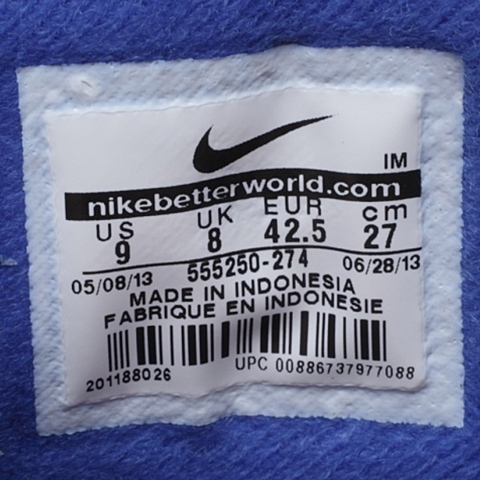 IM
nikebetterworld.com
US UK EUR cm
9 8 42.5 27
05/08/13 555250-274 06/28/13
MADE IN INDONESIA
FABRIQUE EN INDONESIE
201188026 UPC 00886737977088